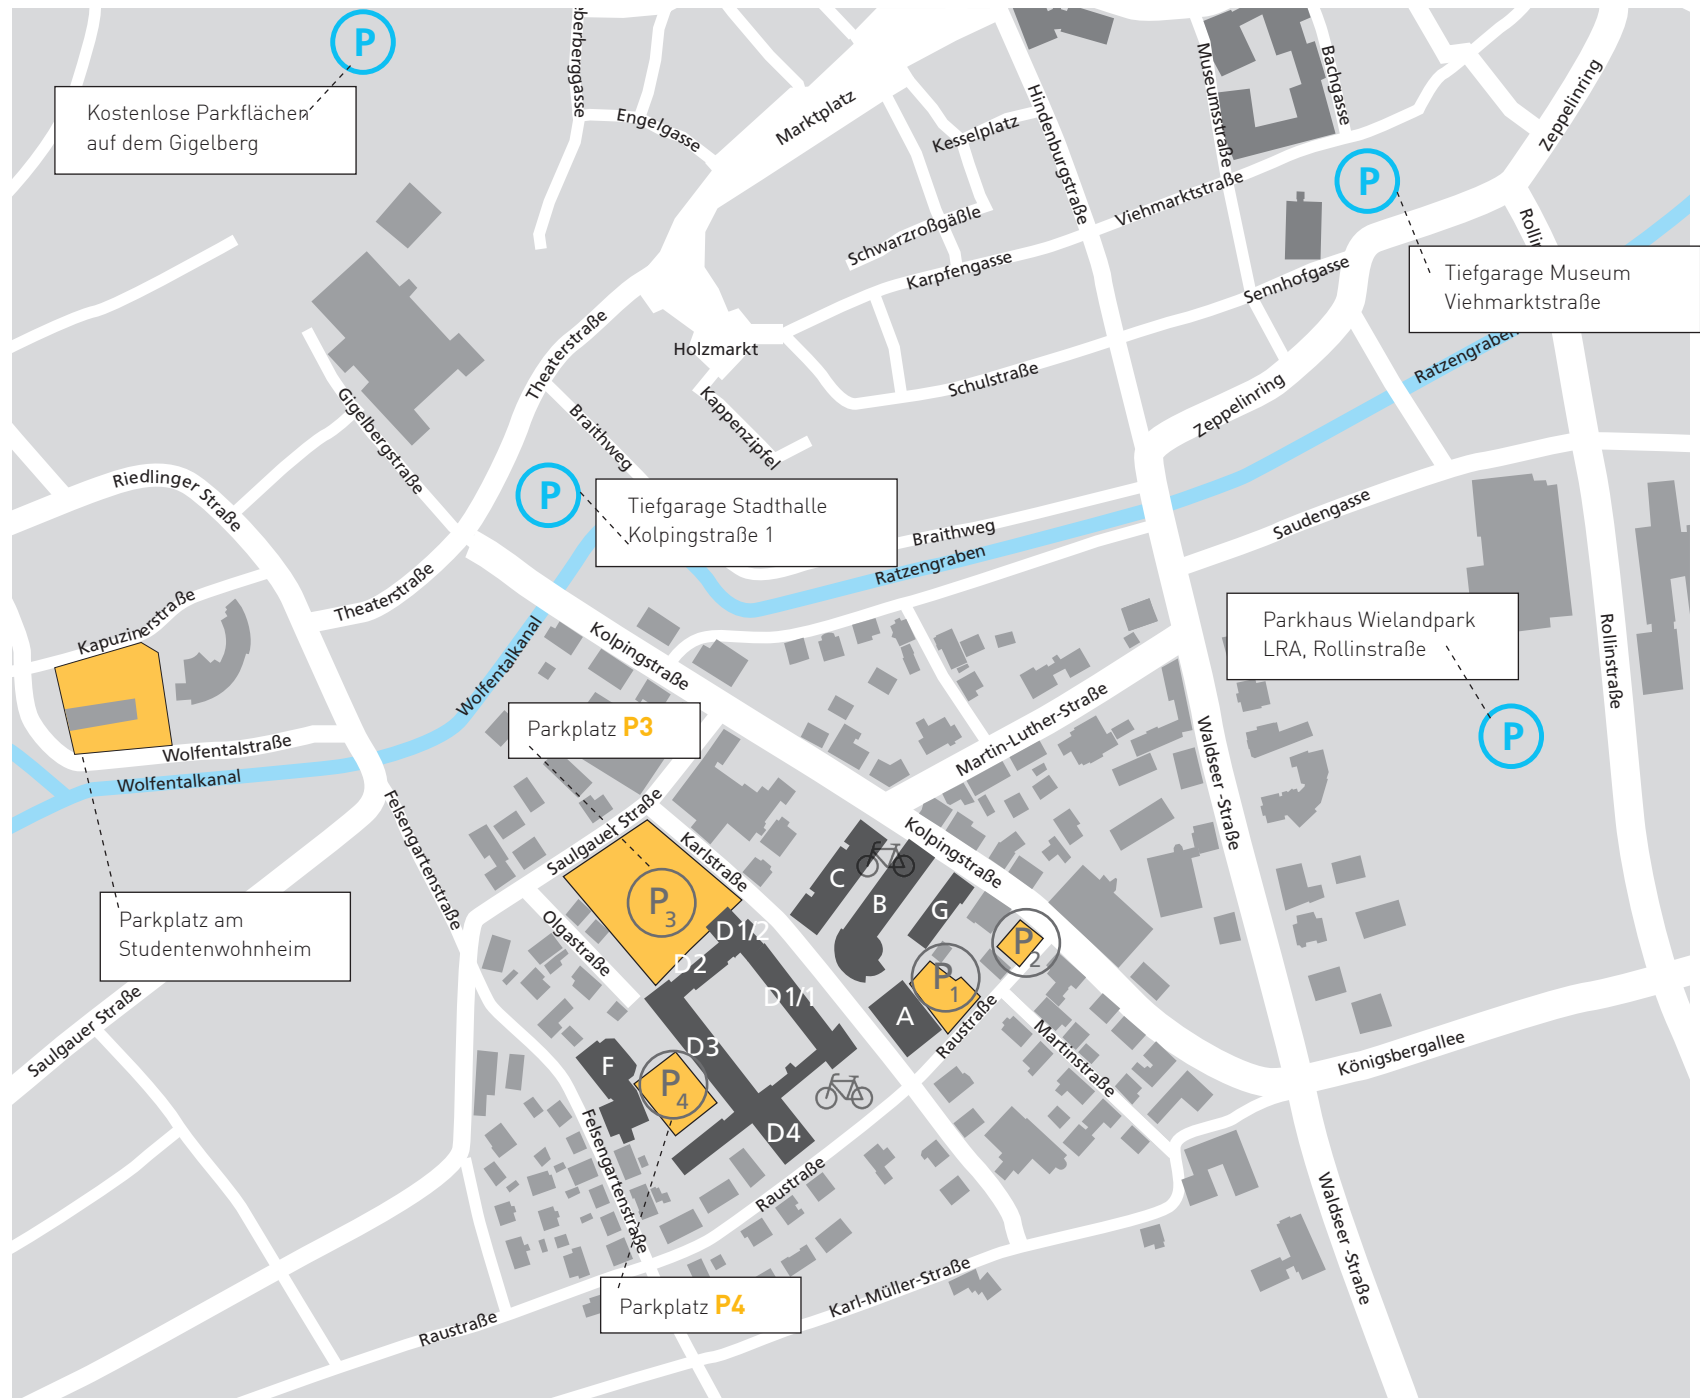 P
Kostenlose Parkflächen
auf dem Gigelberg
Engelgasse
Marktplatz
Kesselplatz
Hindenburgstraße
Museumsstraße
Bachgasse
Zeppelinring
P
Viehmarktstraße
Schwarzroßgäßle
Karpfengasse
Sennhofgasse
Tiefgarage Museum
Viehmarktstraße
Ratzengraben
Theaterstraße
Holzmarkt
Schulstraße
Kappenzipfel
Zeppelinring
Gigelbergstraße
Braithweg
Riedlinger Straße
P
Tiefgarage Stadthalle
Kolpingstraße 1
Braithweg
Ratzengraben
Saudengasse
Theaterstraße
Kapuzinerstraße
Wolfentalkanal
Kolpingstraße
Parkhaus Wielandpark
LRA, Rollinstraße
Rollinstraße
P
Parkplatz P3
Martin-Luther-Straße
Waldseer -Straße
Wolfentalstraße
Wolfentalkanal
Felsengartenstraße
Saulgauer Straße
Karlstraße
Kolpingstraße
C
B
G
P3
P2
P1
A
D1/2
D2
D1/1
D3
D4
F
P4
Olgastraße
Parkplatz am
Studentenwohnheim
Saulgauer Straße
Raustraße
Martinstraße
Königsbergallee
Felsengartenstraße
Raustraße
Waldseer -Straße
Karl-Müller-Straße
Parkplatz P4
Raustraße